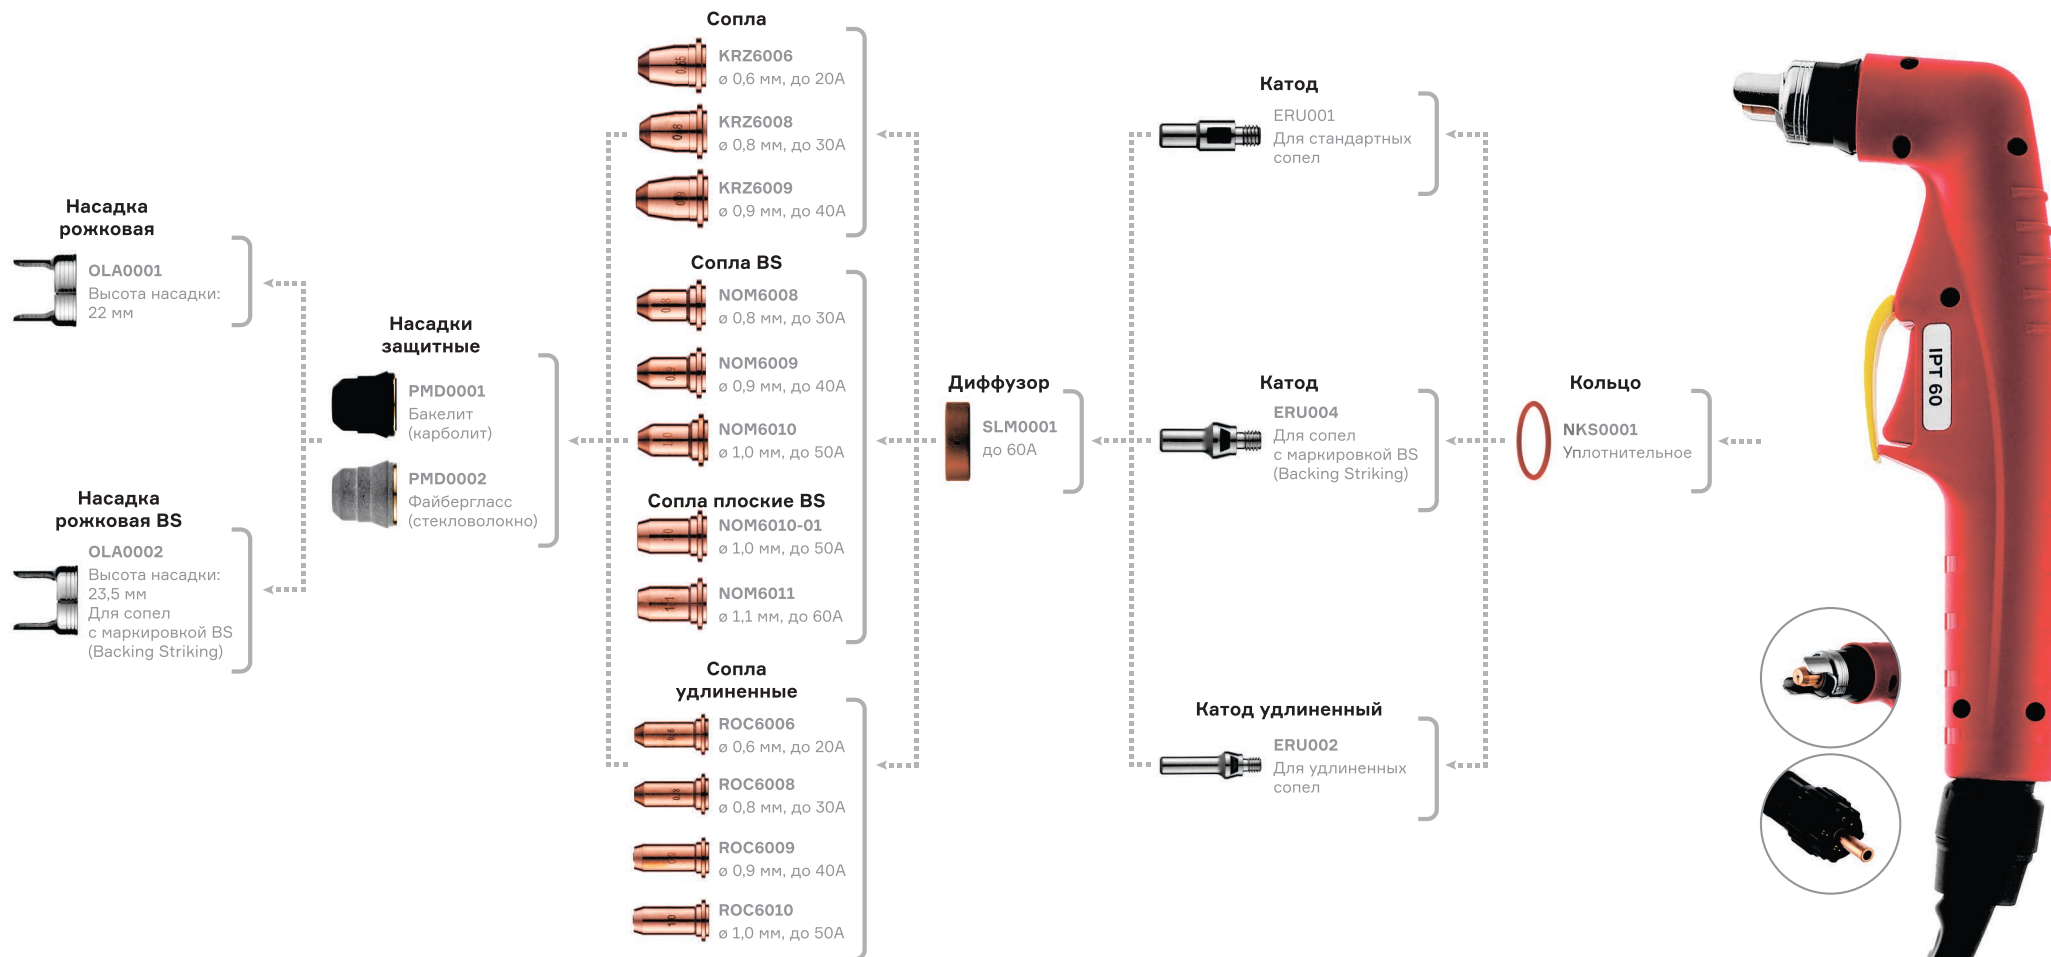 Насадка
рожковая
OLA0001
Высота насадки:
22 мм
Насадка
рожковая BS
OLA0002
Высота насадки:
23,5 мм
Для сопел
с маркировкой BS
(Backing Striking)
Насадки
защитные
PMD0001
Бакелит
(карболит)
PMD0002
Файбергласс
(стекловолокно)
Сопла
KRZ6006
ø 0,6 мм, до 20А
KRZ6008
ø 0,8 мм, до 30А
KRZ6009
ø 0,9 мм, до 40А
Сопла BS
NOM6008
ø 0,8 мм, до 30А
NOM6009
ø 0,9 мм, до 40А
NOM6010
ø 1,0 мм, до 50А
Сопла плоские BS
NOM6010-01
ø 1,0 мм, до 50А
NOM6011
ø 1,1 мм, до 60А
Сопла
удлиненные
ROC6006
ø 0,6 мм, до 20А
ROC6008
ø 0,8 мм, до 30А
ROC6009
ø 0,9 мм, до 40А
ROC6010
ø 1,0 мм, до 50А
Диффузор
SLM0001
до 60А
Катод
ERU001
Для стандартных
сопел
Катод
ERU004
Для сопел
с маркировкой BS
(Backing Striking)
Катод удлиненный
ERU002
Для удлиненных
сопел
Кольцо
NKS0001
Уплотнительное
IPT 60